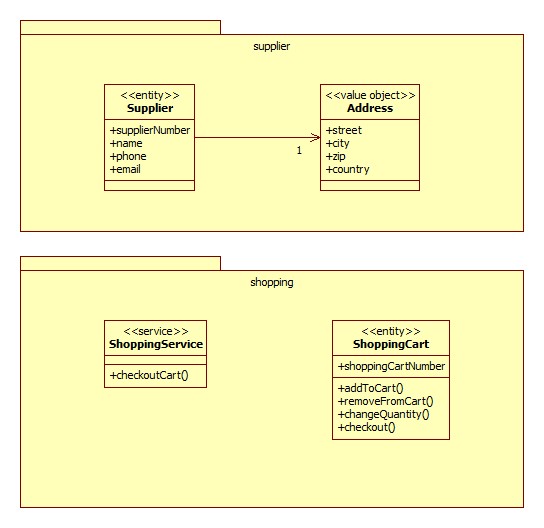 supplier
<<entity>>
Supplier
+supplierNumber
+name
+phone
+email
1
<<value object>>
Address
+street
+city
+zip
+country
shopping
<<service>>
ShoppingService
+checkoutCart()
<<entity>>
ShoppingCart
+shoppingCartNumber
+addToCart()
+removeFromCart()
+changeQuantity()
+checkout()